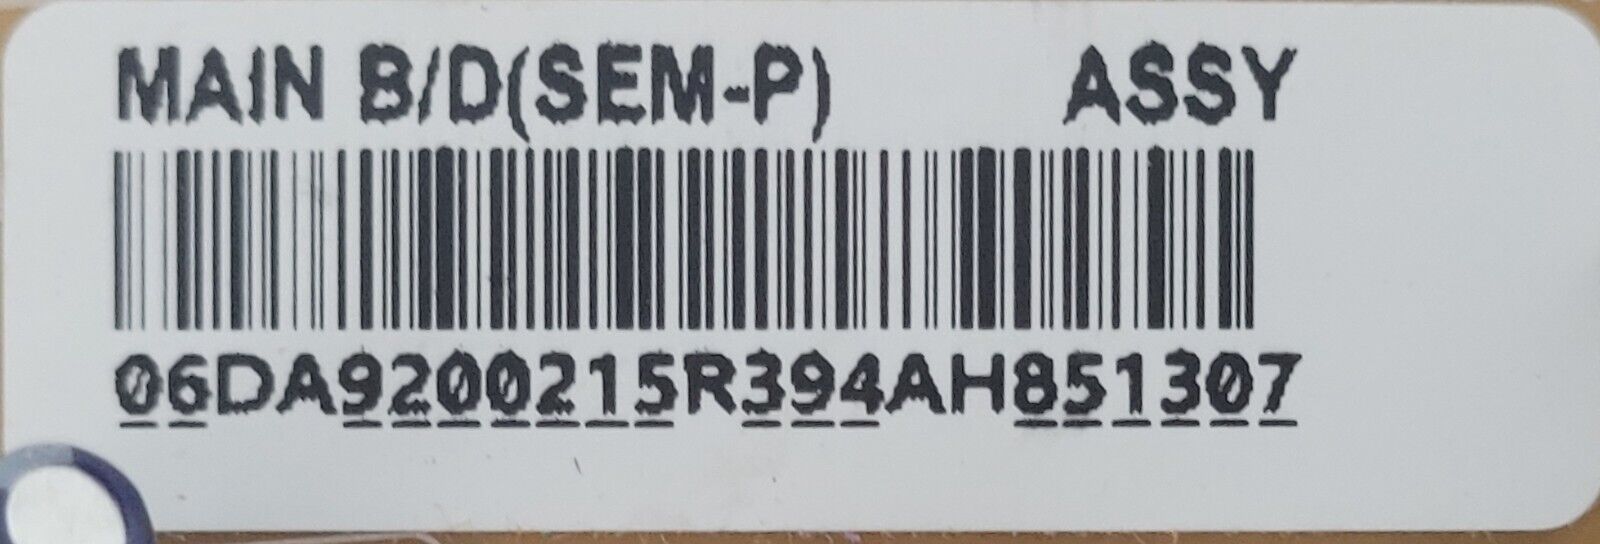 MAIN B/D(SEM-P) ASSY
06DA9200215R394AH851307